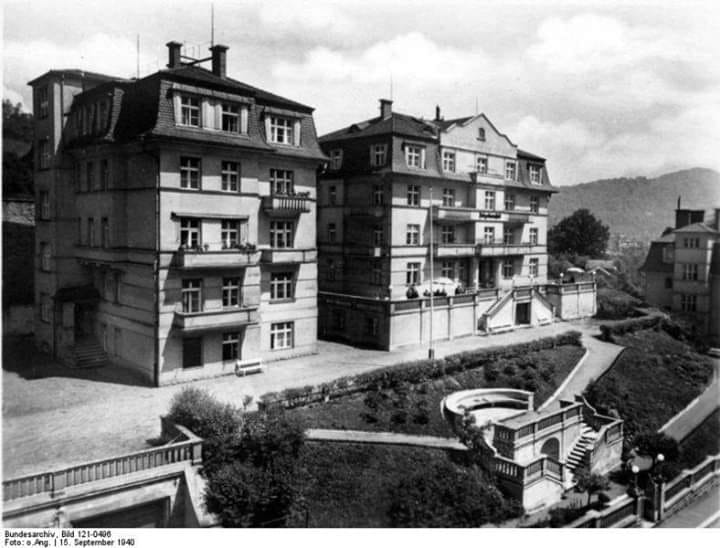 Bundesarchiv, Bild 121-0496
Foto: o.Ang. | 15. September 1940